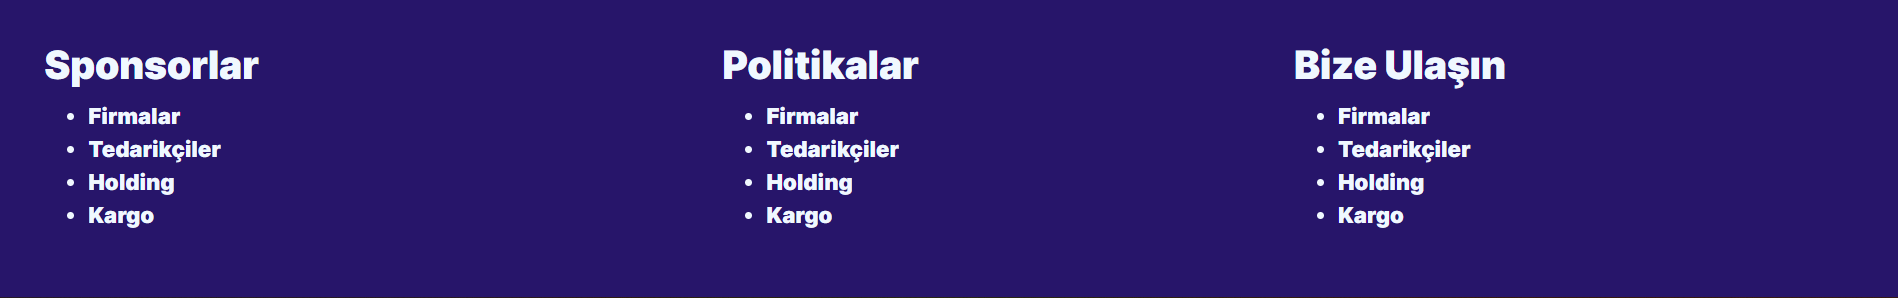 Sponsorlar
• Firmalar
• Tedarikçiler
• Holding
• Kargo
Politikalar
• Firmalar
• Tedarikçiler
• Holding
• Kargo
Bize Ulaşın
• Firmalar
• Tedarikçiler
• Holding
• Kargo